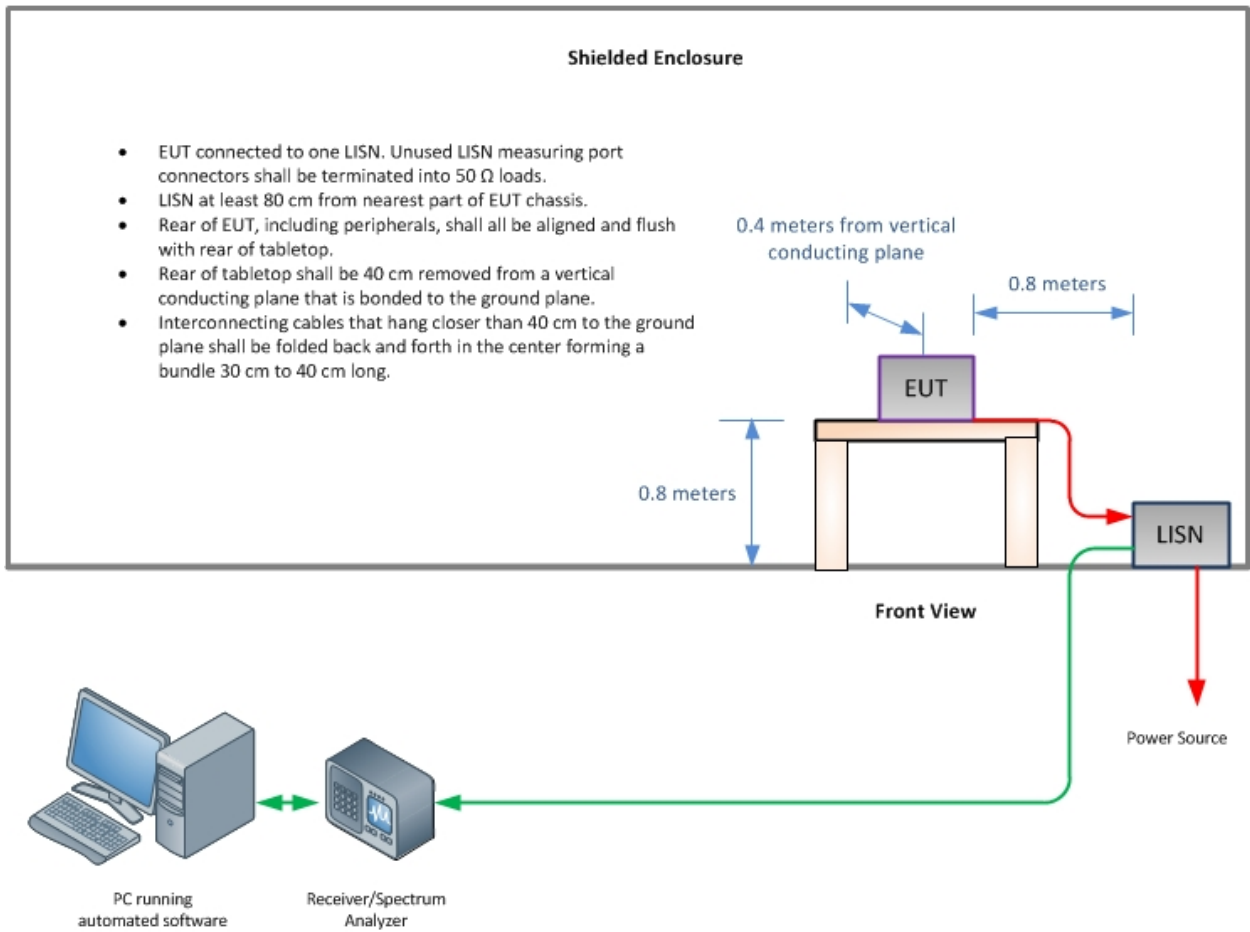 Shielded Enclosure
• EUT connected to one LISN. Unused LISN measuring port
connectors shall be terminated into 50 Ω loads.
• LISN at least 80 cm from nearest part of EUT chassis.
• Rear of EUT, including peripherals, shall all be aligned and flush
with rear of tabletop.
• Rear of tabletop shall be 40 cm removed from a vertical
conducting plane that is bonded to the ground plane.
• Interconnecting cables that hang closer than 40 cm to the ground
plane shall be folded back and forth in the center forming a
bundle 30 cm to 40 cm long.
0.4 meters from vertical
conducting plane
0.8 meters
EUT
0.8 meters
LISN
Front View
Power Source
PC running
automated software
Receiver/Spectrum
Analyzer